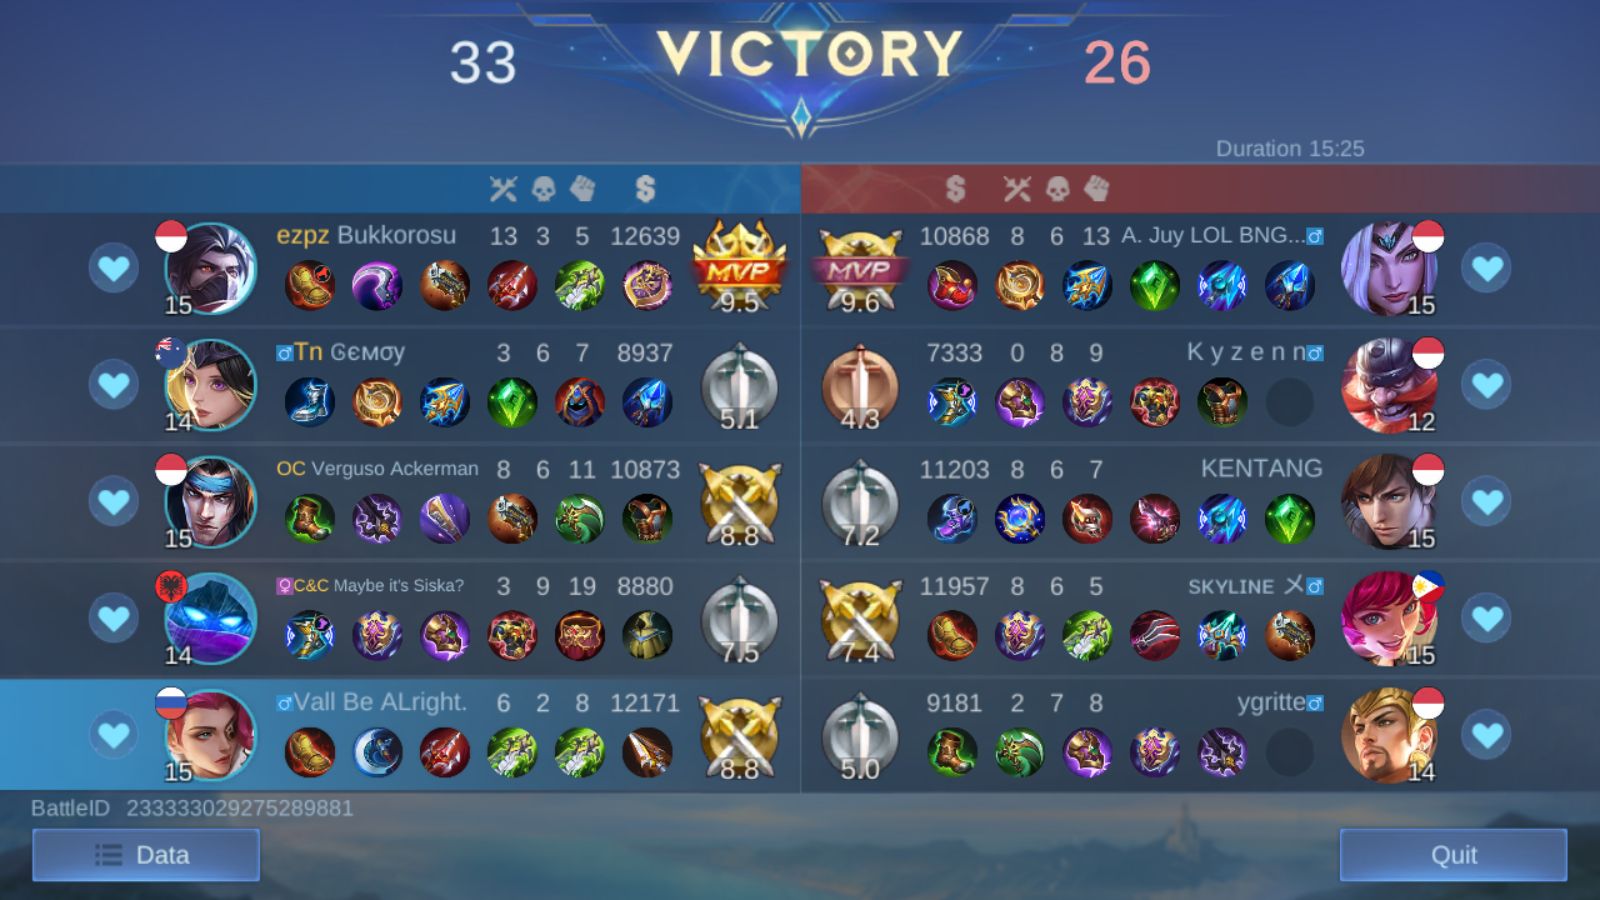 33 VICTORY 26
Duration 15:25
ezpz Bukkorosu 13 3 5 12639 MVP 9.5
15
MVP 9.6 10868 8 6 13 A. Juy LOL BNG...
15
Tn Gємσy 3 6 7 8937 5.1
14
4.3 7333 0 8 9 K y z e n n
12
OC Verguso Ackerman 8 6 11 10873 8.8
15
7.2 11203 8 6 7 KENTANG
15
C&C Maybe it's Siska? 3 9 19 8880 7.5
14
7.4 11957 8 6 5 SKYLINE メ
15
Vall Be ALright. 6 2 8 12171 8.8
15
5.0 9181 2 7 8 ygritte
14
BattleID 233333029275289881
Data
Quit